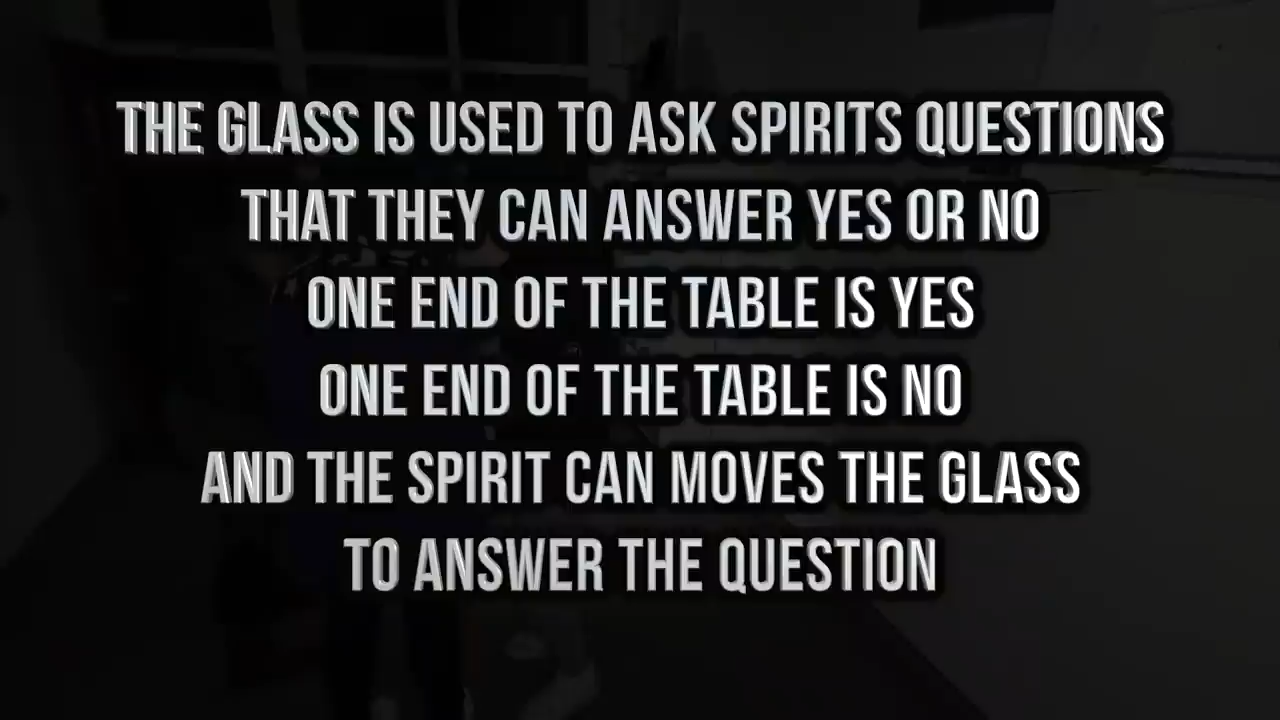 THE GLASS IS USED TO ASK SPIRITS QUESTIONS
THAT THEY CAN ANSWER YES OR NO
ONE END OF THE TABLE IS YES
ONE END OF THE TABLE IS NO
AND THE SPIRIT CAN MOVES THE GLASS
TO ANSWER THE QUESTION